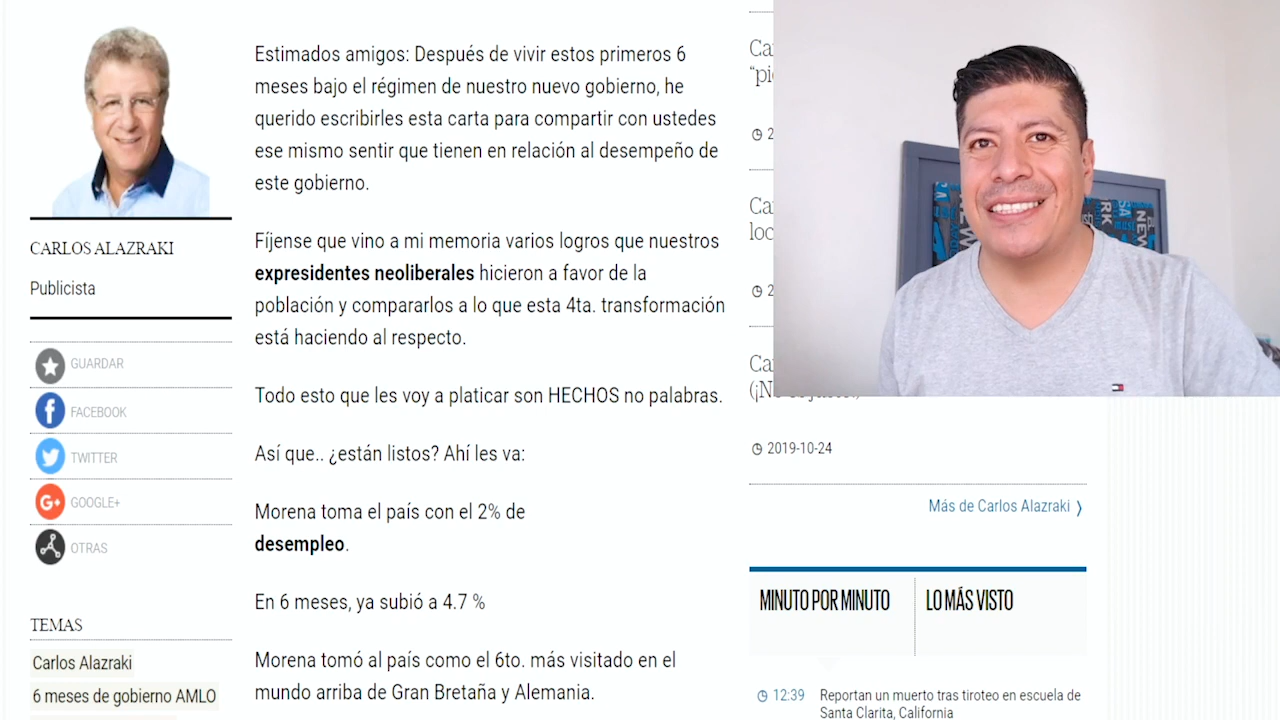 CARLOS ALAZRAKI
Publicista
GUARDAR
FACEBOOK
TWITTER
GOOGLE+
OTRAS
TEMAS
Carlos Alazraki
6 meses de gobierno AMLO
Estimados amigos: Después de vivir estos primeros 6
meses bajo el régimen de nuestro nuevo gobierno, he
querido escribirles esta carta para compartir con ustedes
ese mismo sentir que tienen en relación al desempeño de
este gobierno.
Fíjense que vino a mi memoria varios logros que nuestros
expresidentes neoliberales hicieron a favor de la
población y compararlos a lo que esta 4ta. transformación
está haciendo al respecto.
Todo esto que les voy a platicar son HECHOS no palabras.
Así que.. ¿están listos? Ahí les va:
Morena toma el país con el 2% de
desempleo.
En 6 meses, ya subió a 4.7 %
Morena tomó al país como el 6to. más visitado en el
mundo arriba de Gran Bretaña y Alemania.
2019-10-24
Más de Carlos Alazraki ❭
MINUTO POR MINUTO
LO MÁS VISTO
12:39 Reportan un muerto tras tiroteo en escuela de
Santa Clarita, California